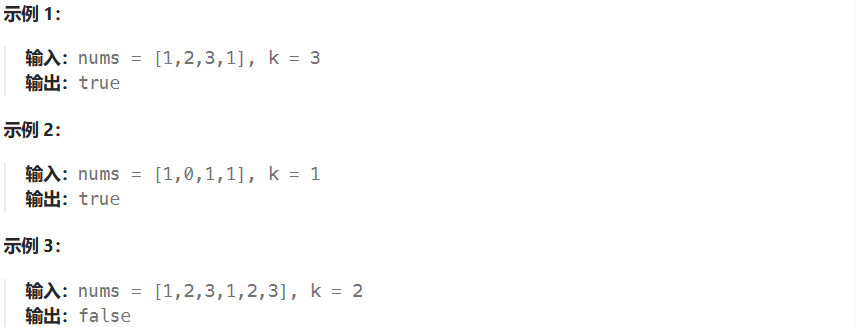 示例 1：
输入：nums = [1,2,3,1], k = 3
输出：true
示例 2：
输入：nums = [1,0,1,1], k = 1
输出：true
示例 3：
输入：nums = [1,2,3,1,2,3], k = 2
输出：false